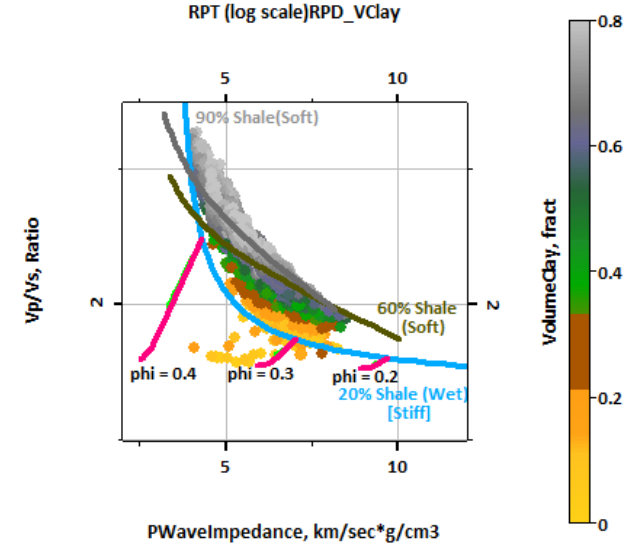 RPT (log scale)RPD_VClay
5 10
90% Shale(Soft)
60% Shale
(Soft)
phi = 0.4
phi = 0.3
phi = 0.2
20% Shale (Wet)
[Stiff]
2
2
5 10
Vp/Vs, Ratio
PWaveImpedance, km/sec*g/cm3
VolumeClay, fract
0.8
0.6
0.4
0.2
0